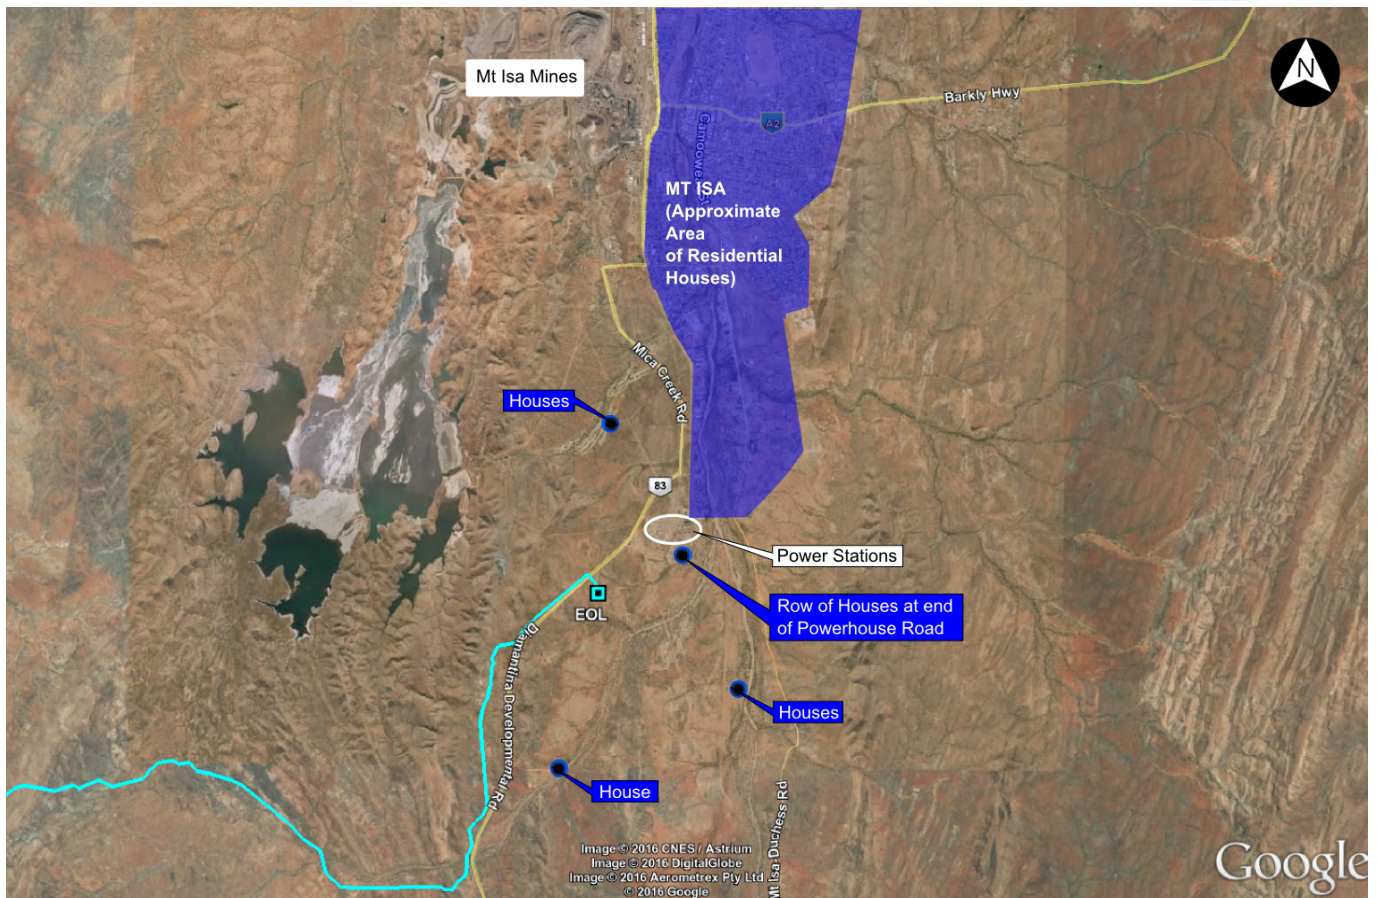 Mt Isa Mines
N
Barkly Hwy
A2
Camoowea
MT ISA
(Approximate
Area
of Residential
Houses)
Mica Creek Rd
Houses
83
Power Stations
Row of Houses at end
of Powerhouse Road
EOL
Diamantina Developmental Rd
Houses
House
Mt Isa-Duchess Rd
Image © 2016 CNES / Astrium
Image © 2016 DigitalGlobe
Image © 2016 Aerometrex Pty Ltd
© 2016 Google
Google